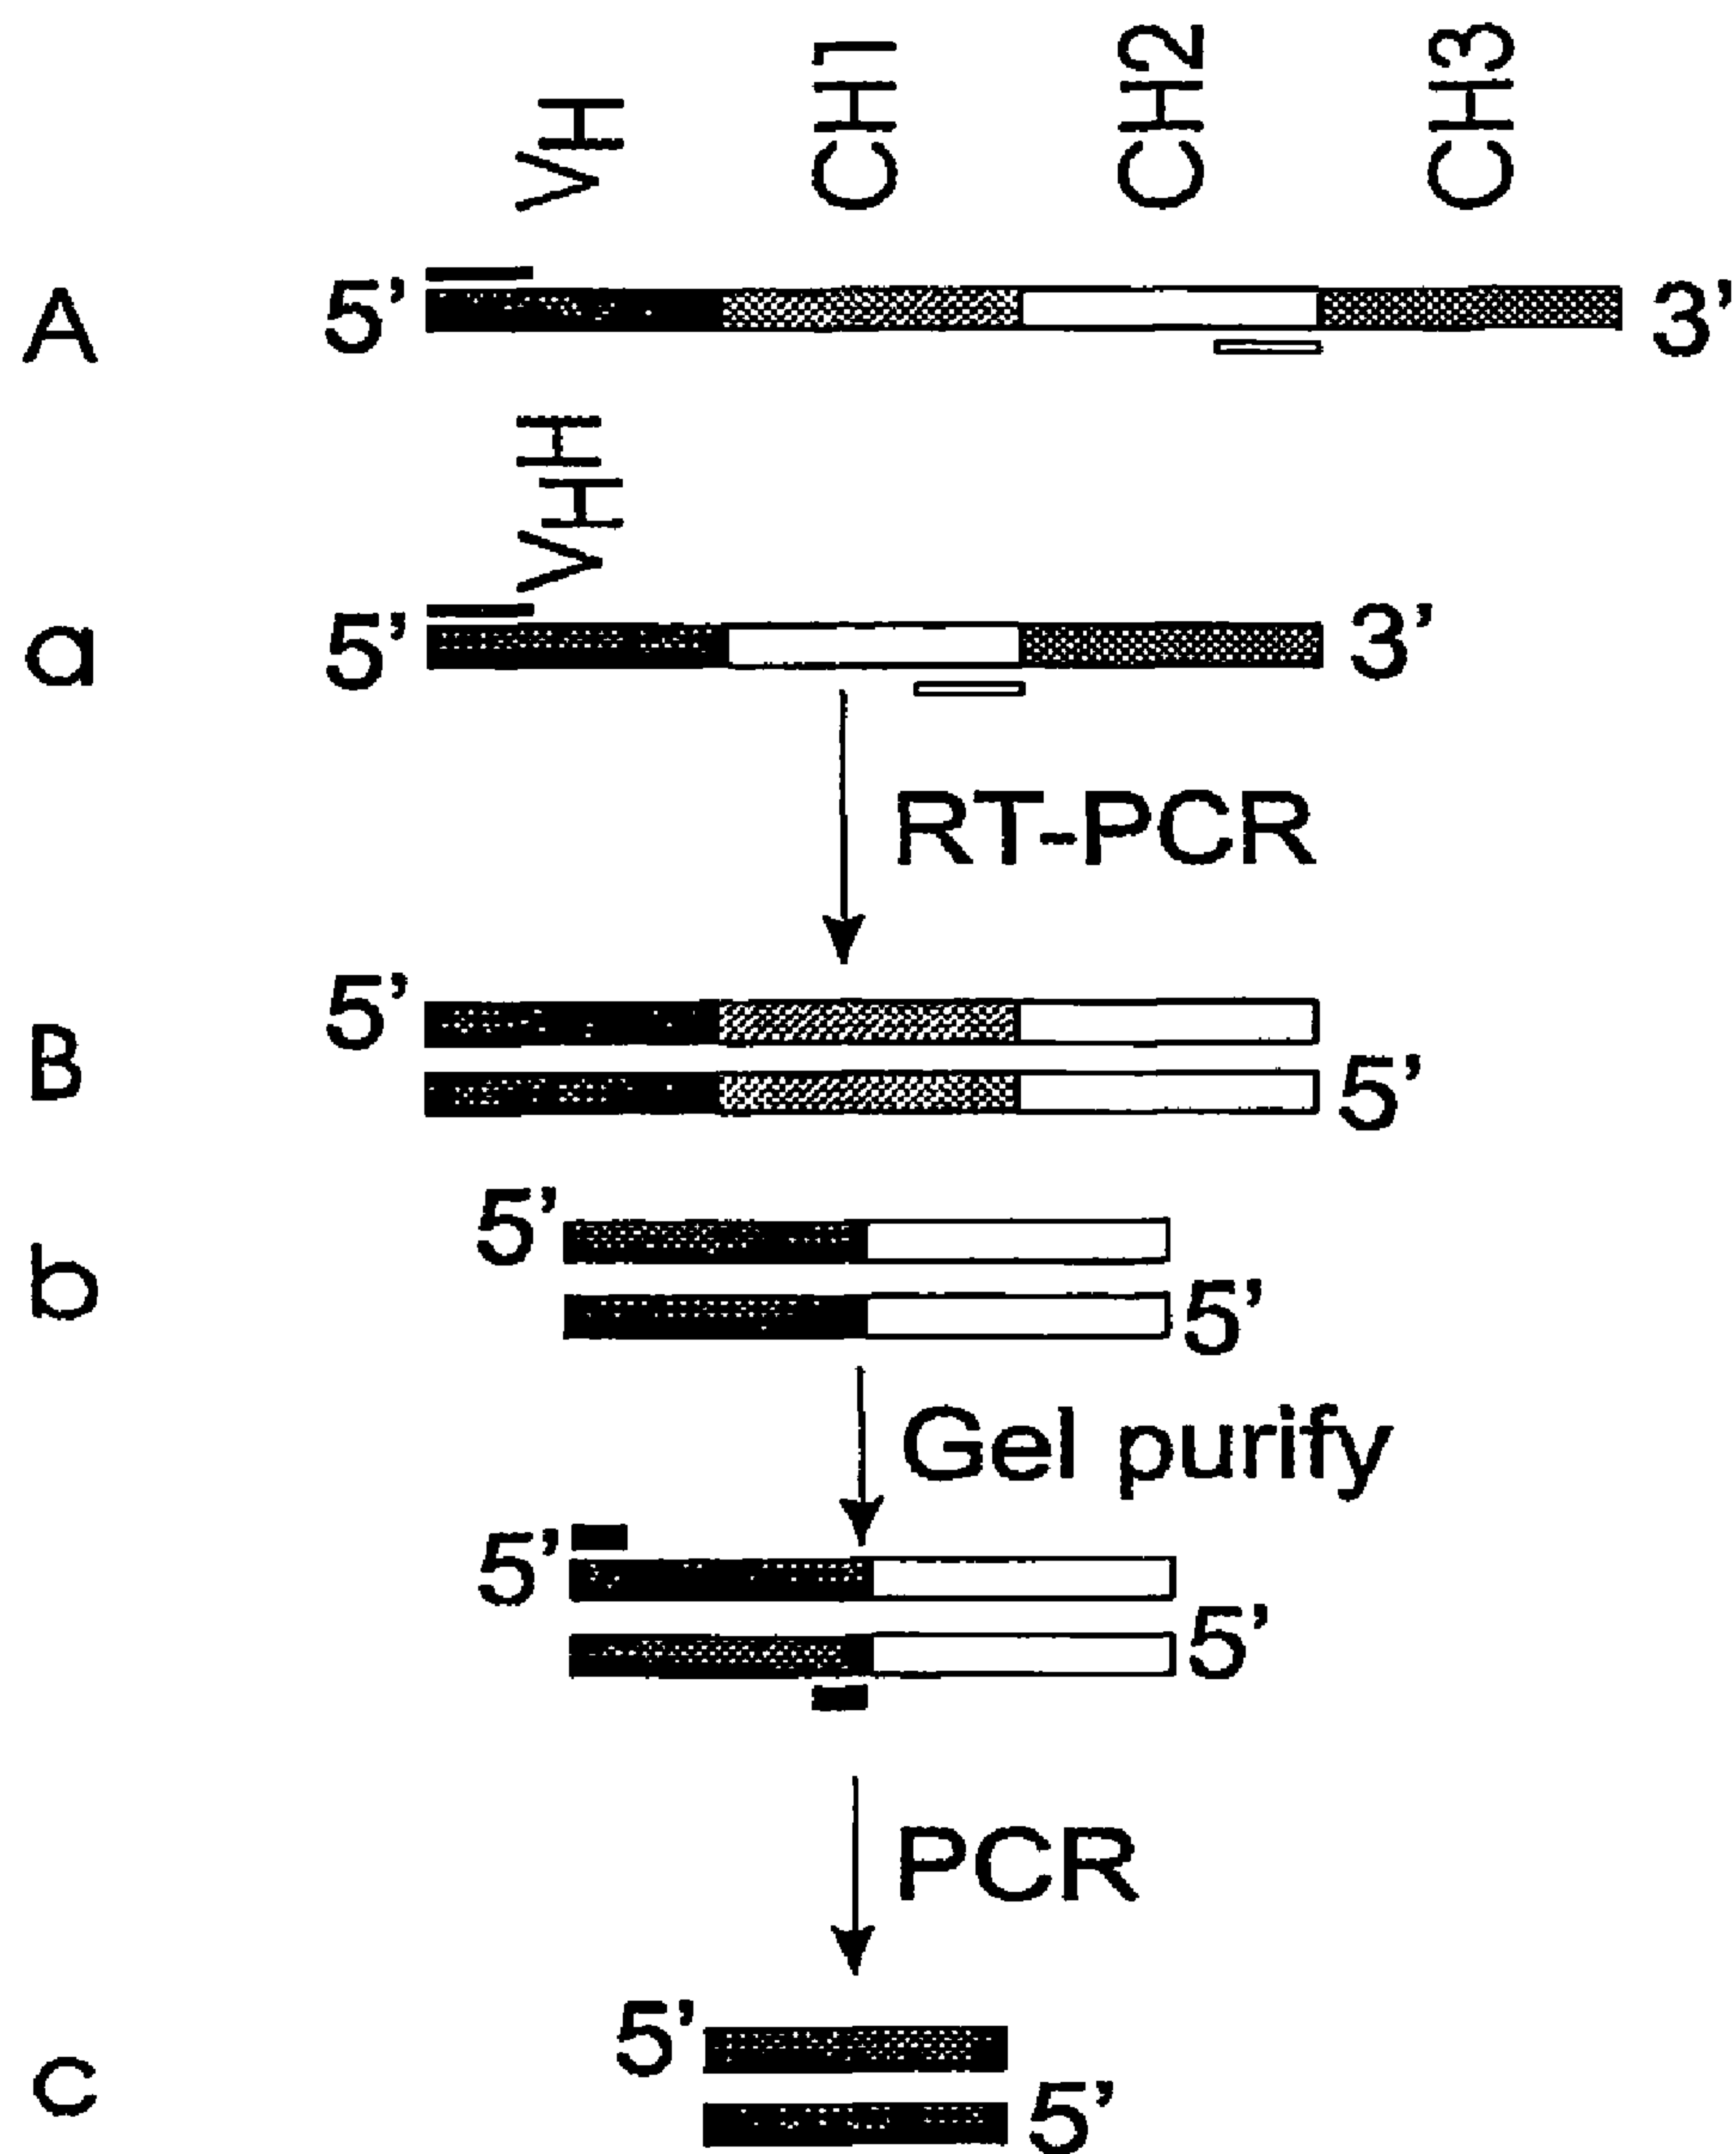 VH CH1 CH2 CH3
A 5' 3'
VHH
a 5' 3'
RT-PCR
5'
B 5'
5'
b 5'
Gel purify
5'
5'
PCR
5'
c 5'